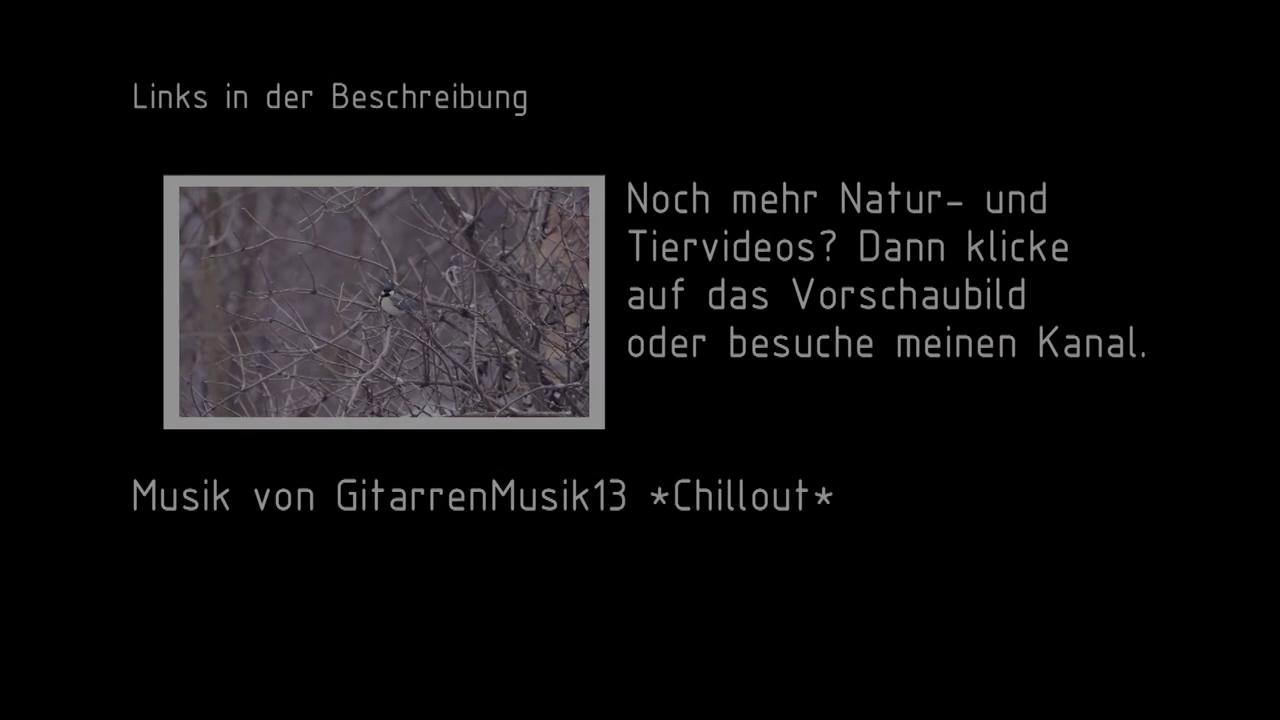 Links in der Beschreibung
Noch mehr Natur- und
Tiervideos? Dann klicke
auf das Vorschaubild
oder besuche meinen Kanal.
Musik von GitarrenMusik13 *Chillout*